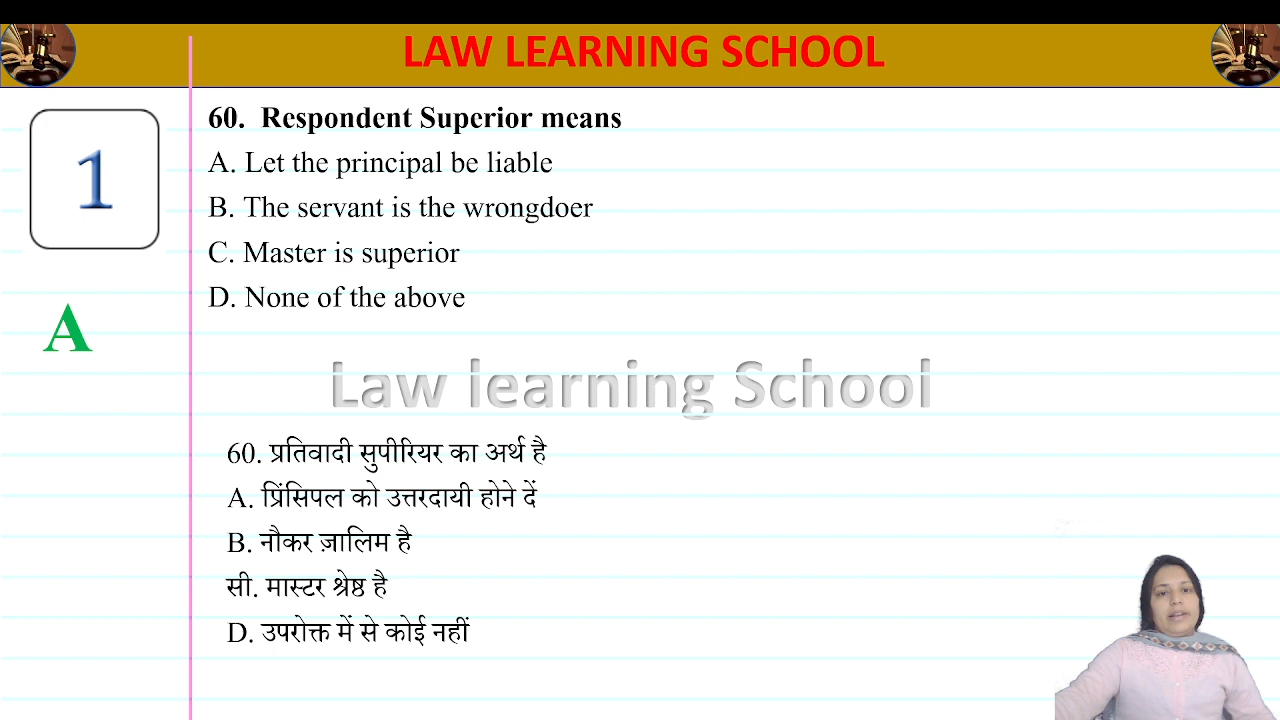 LAW LEARNING SCHOOL
1
60. Respondent Superior means
A. Let the principal be liable
B. The servant is the wrongdoer
C. Master is superior
D. None of the above
A
Law learning School
60. प्रतिवादी सुपीरियर का अर्थ है
A. प्रिंसिपल को उत्तरदायी होने दें
B. नौकर ज़ालिम है
सी. मास्टर श्रेष्ठ है
D. उपरोक्त में से कोई नहीं